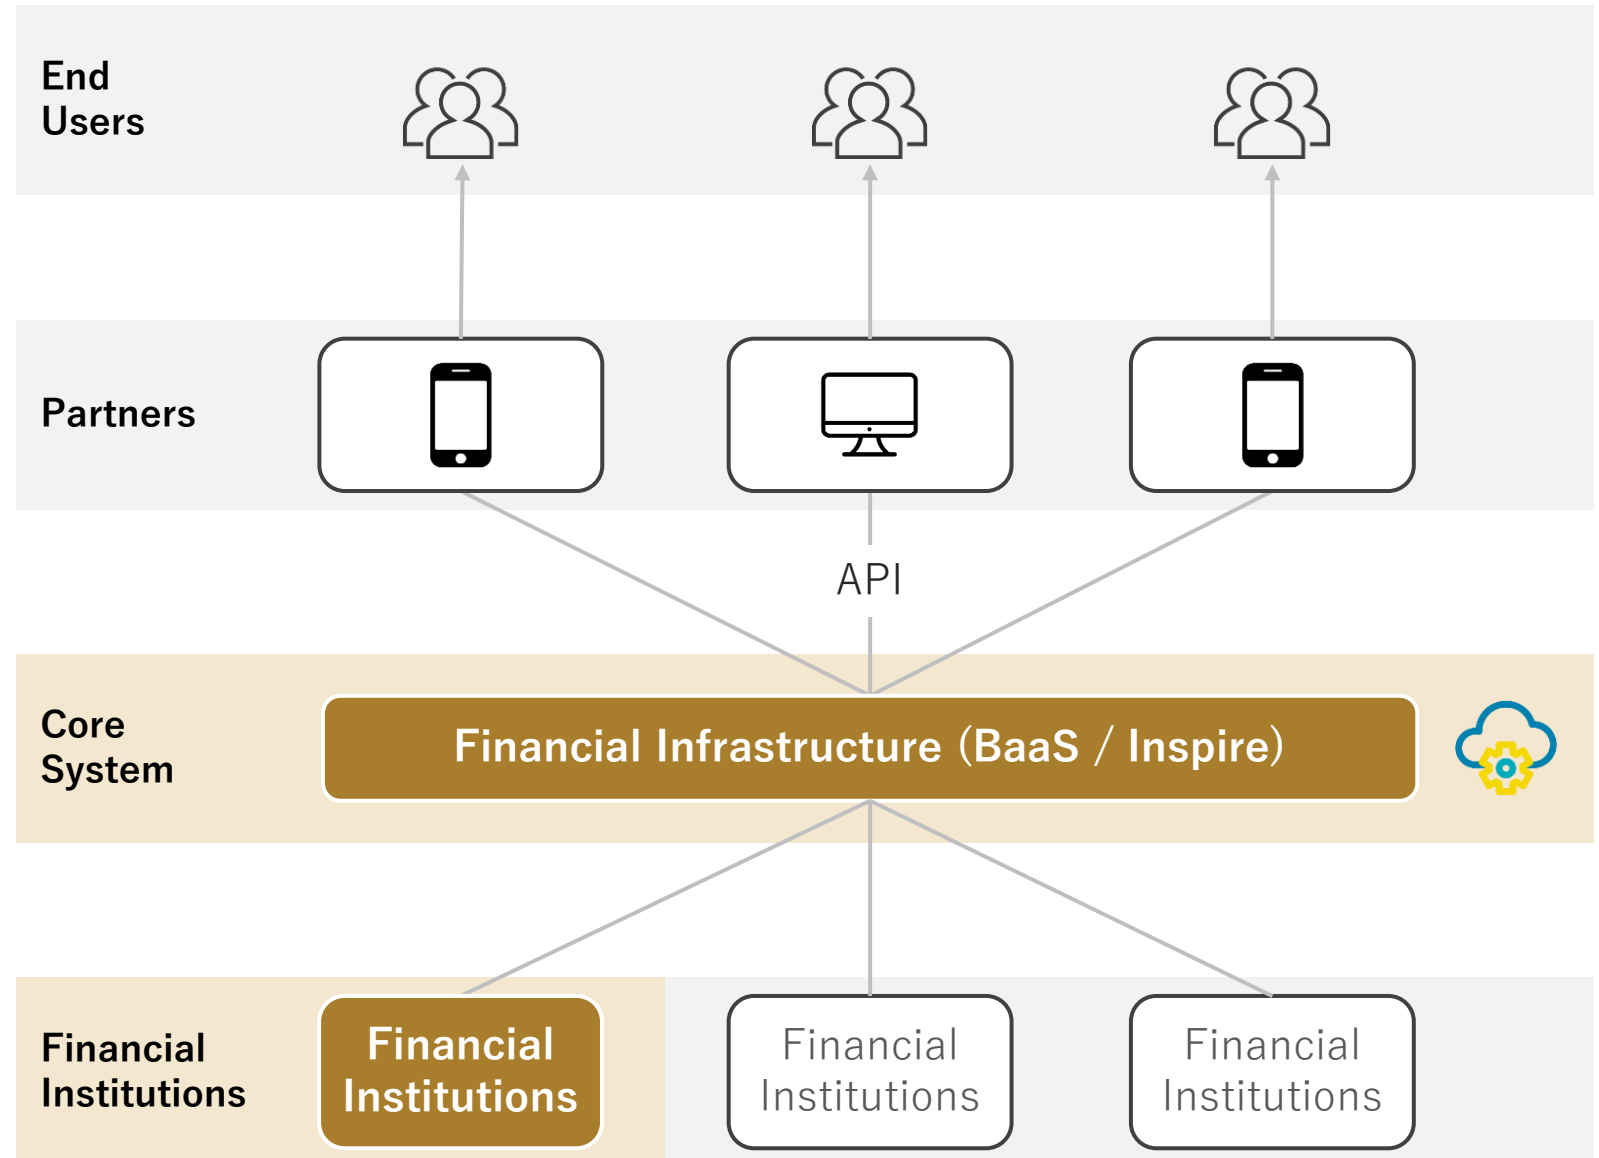 End
Users
Partners
API
Core
System
Financial Infrastructure (BaaS / Inspire)
Financial
Institutions
Financial
Institutions
Financial
Institutions
Financial
Institutions